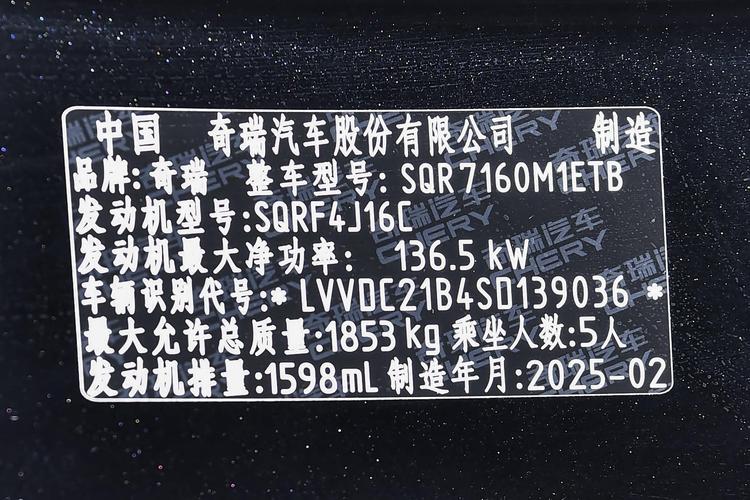 中国 奇瑞汽车股份有限公司 制造
品牌:奇瑞 整车型号:SQR7160M1ETB
发动机型号:SQRF4J16C
发动机最大净功率: 136.5 kW
车辆识别代号:* LVVDC21B4SD139036 *
最大允许总质量:1853kg 乘坐人数:5人
发动机排量:1598mL 制造年月:2025-02